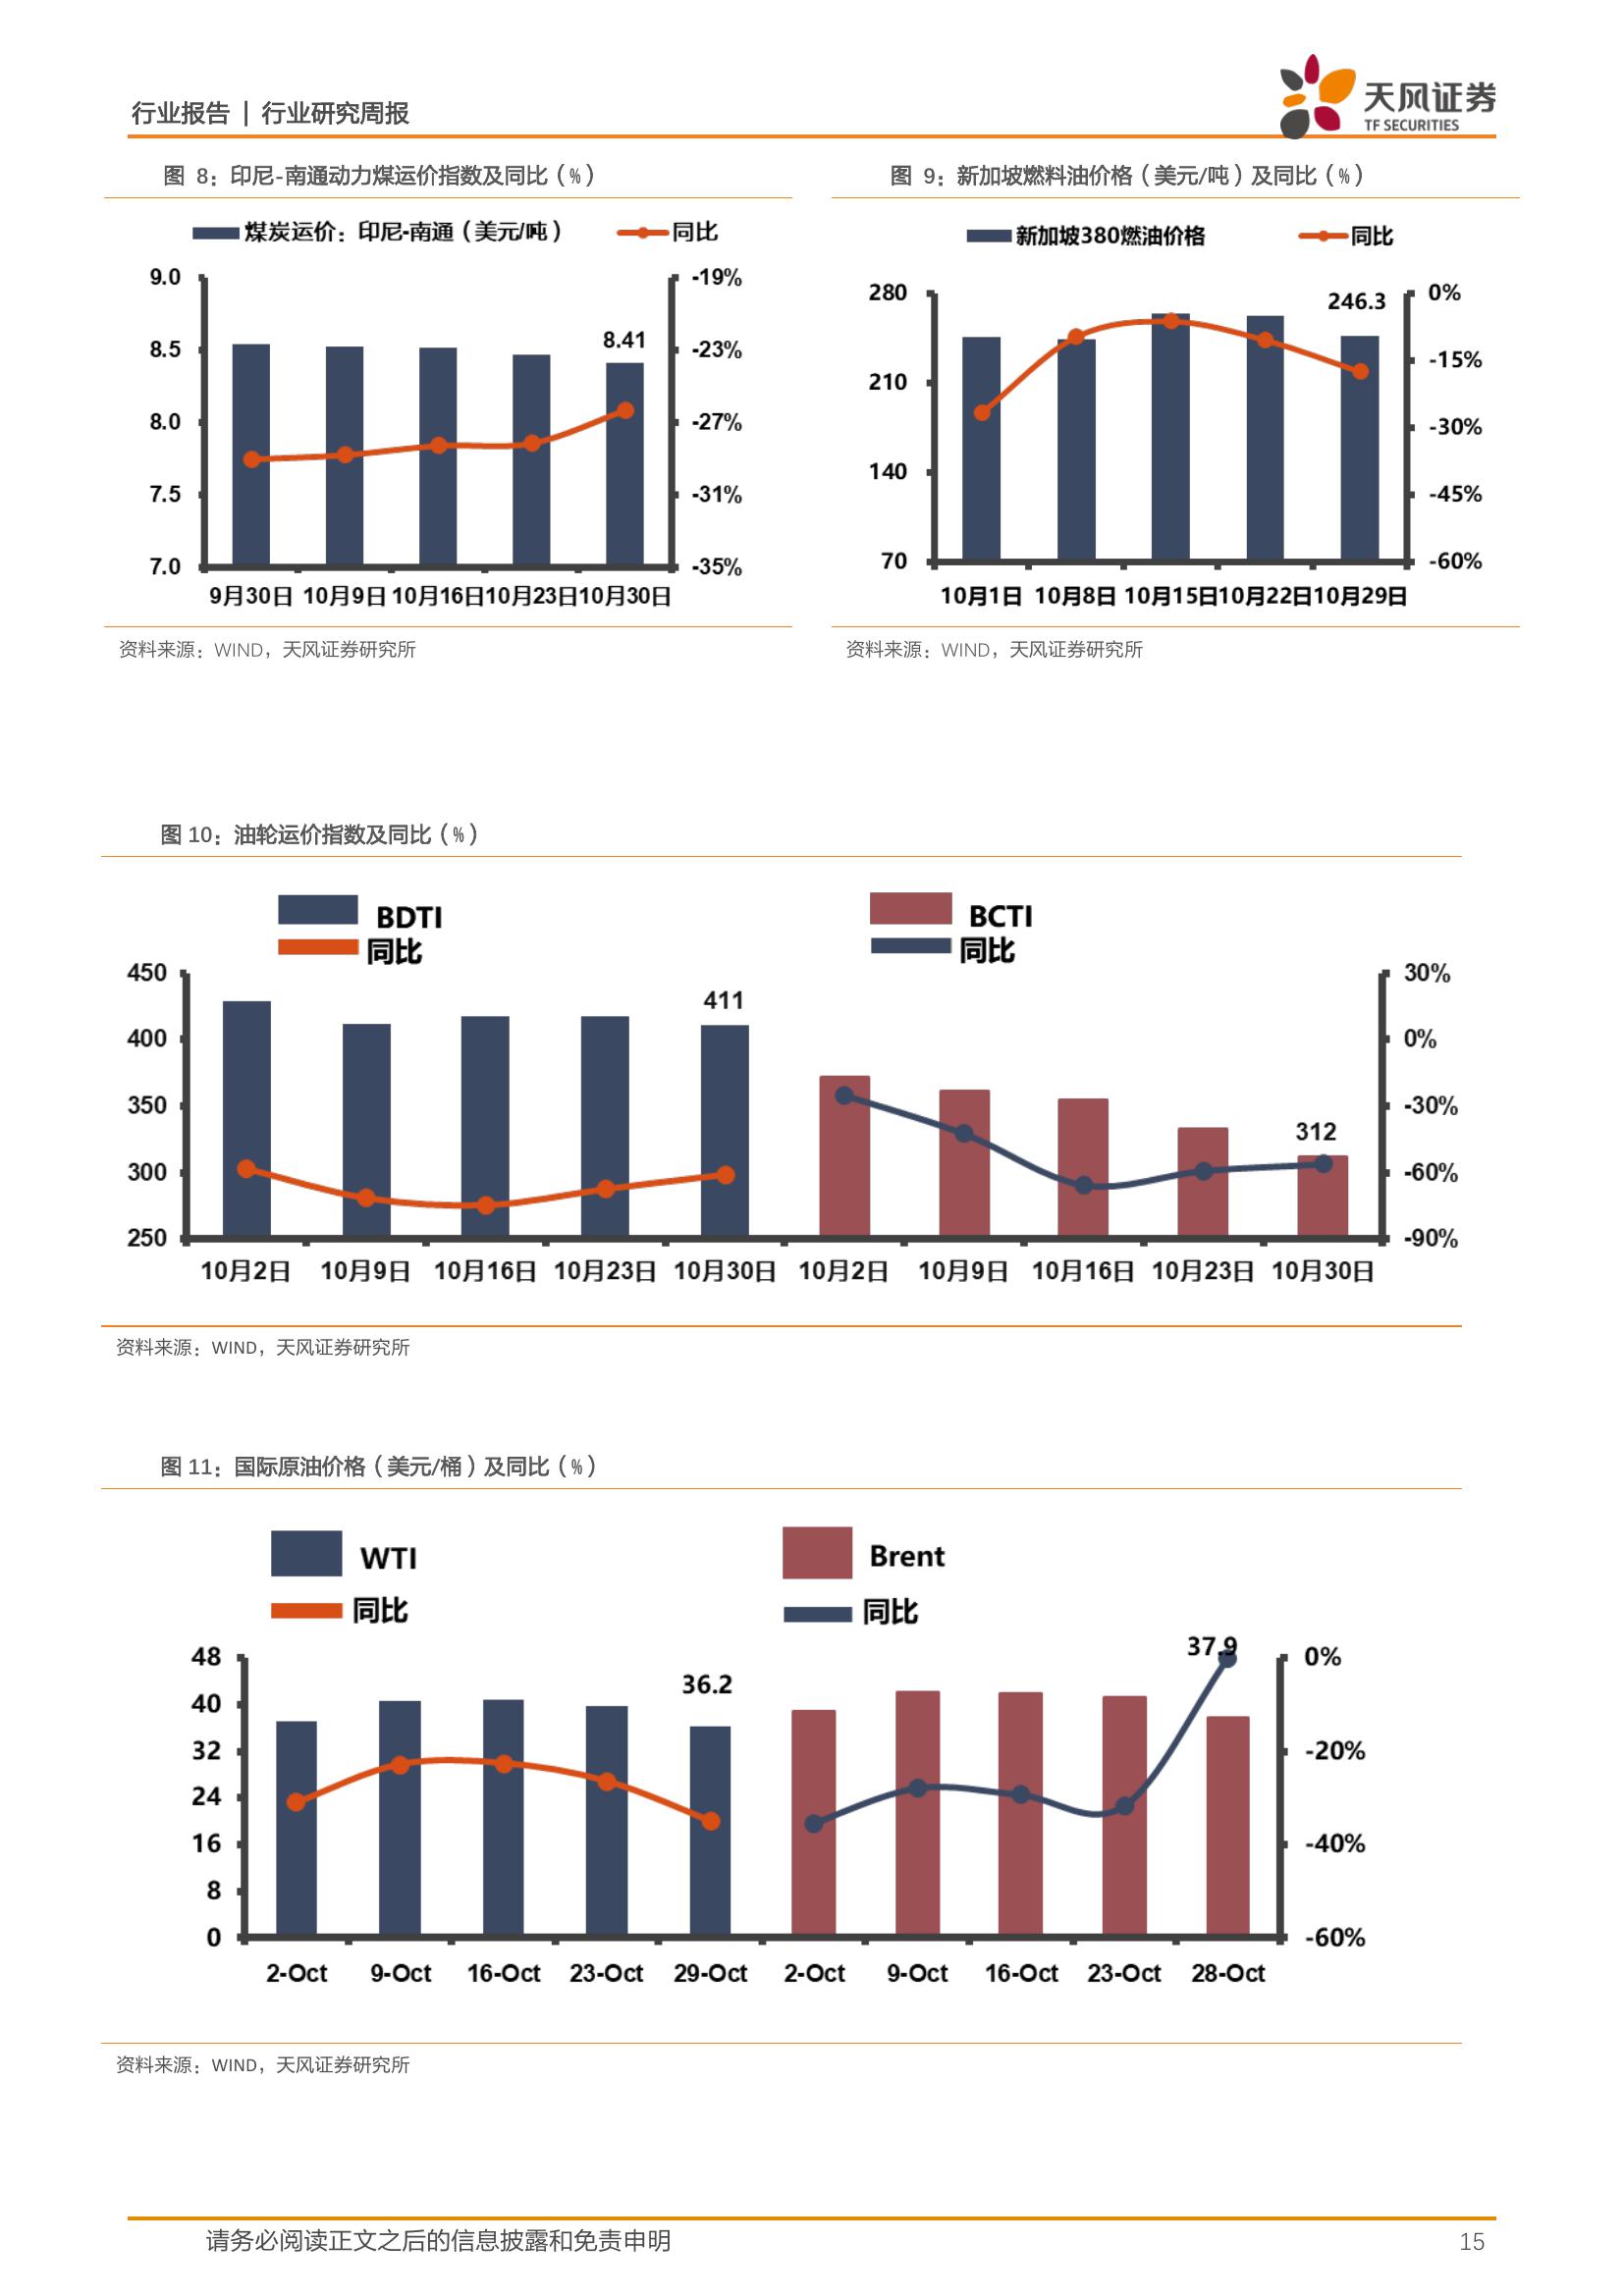 行业报告 | 行业研究周报
天风证券
TF SECURITIES
图 8：印尼-南通动力煤运价指数及同比（%）
煤炭运价：印尼-南通（美元/吨） 同比
9.0
8.5
8.0
7.5
7.0
8.41
-19%
-23%
-27%
-31%
-35%
9月30日 10月9日 10月16日 10月23日 10月30日
资料来源：WIND，天风证券研究所
图 9：新加坡燃料油价格（美元/吨）及同比（%）
新加坡380燃油价格 同比
280
210
140
70
246.3
0%
-15%
-30%
-45%
-60%
10月1日 10月8日 10月15日 10月22日 10月29日
资料来源：WIND，天风证券研究所
图 10：油轮运价指数及同比（%）
BDTI
同比
BCTI
同比
450
400
350
300
250
411
312
30%
0%
-30%
-60%
-90%
10月2日 10月9日 10月16日 10月23日 10月30日 10月2日 10月9日 10月16日 10月23日 10月30日
资料来源：WIND，天风证券研究所
图 11：国际原油价格（美元/桶）及同比（%）
WTI
同比
Brent
同比
48
40
32
24
16
8
0
36.2
37.9
0%
-20%
-40%
-60%
2-Oct 9-Oct 16-Oct 23-Oct 29-Oct 2-Oct 9-Oct 16-Oct 23-Oct 28-Oct
资料来源：WIND，天风证券研究所
请务必阅读正文之后的信息披露和免责申明 15